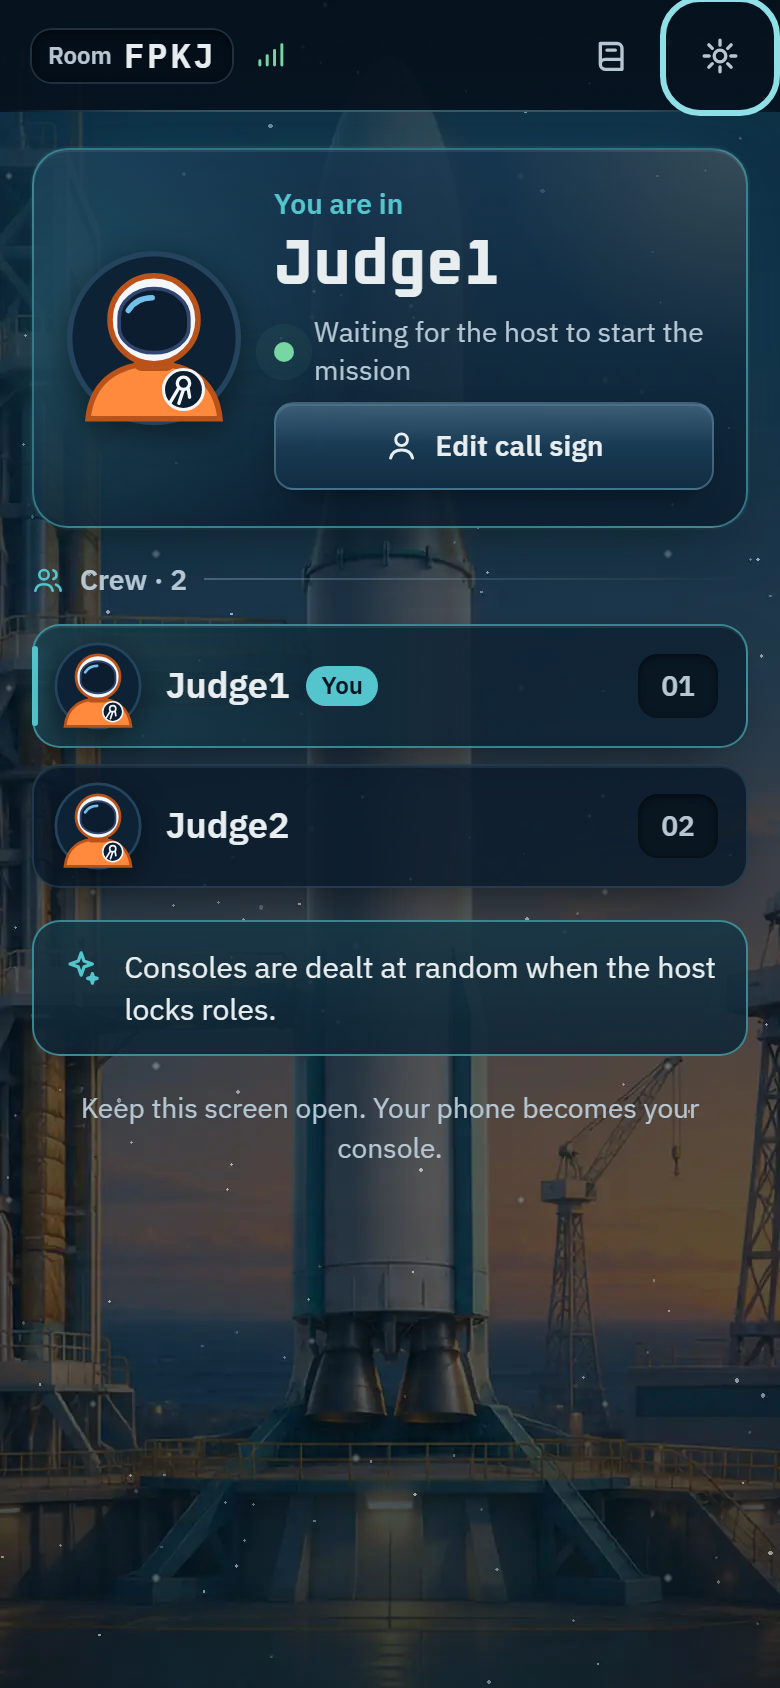 Room FPKJ
You are in
Judge1
Waiting for the host to start the
mission
Edit call sign
Crew · 2
Judge1 You 01
Judge2 02
Consoles are dealt at random when the host
locks roles.
Keep this screen open. Your phone becomes your
console.